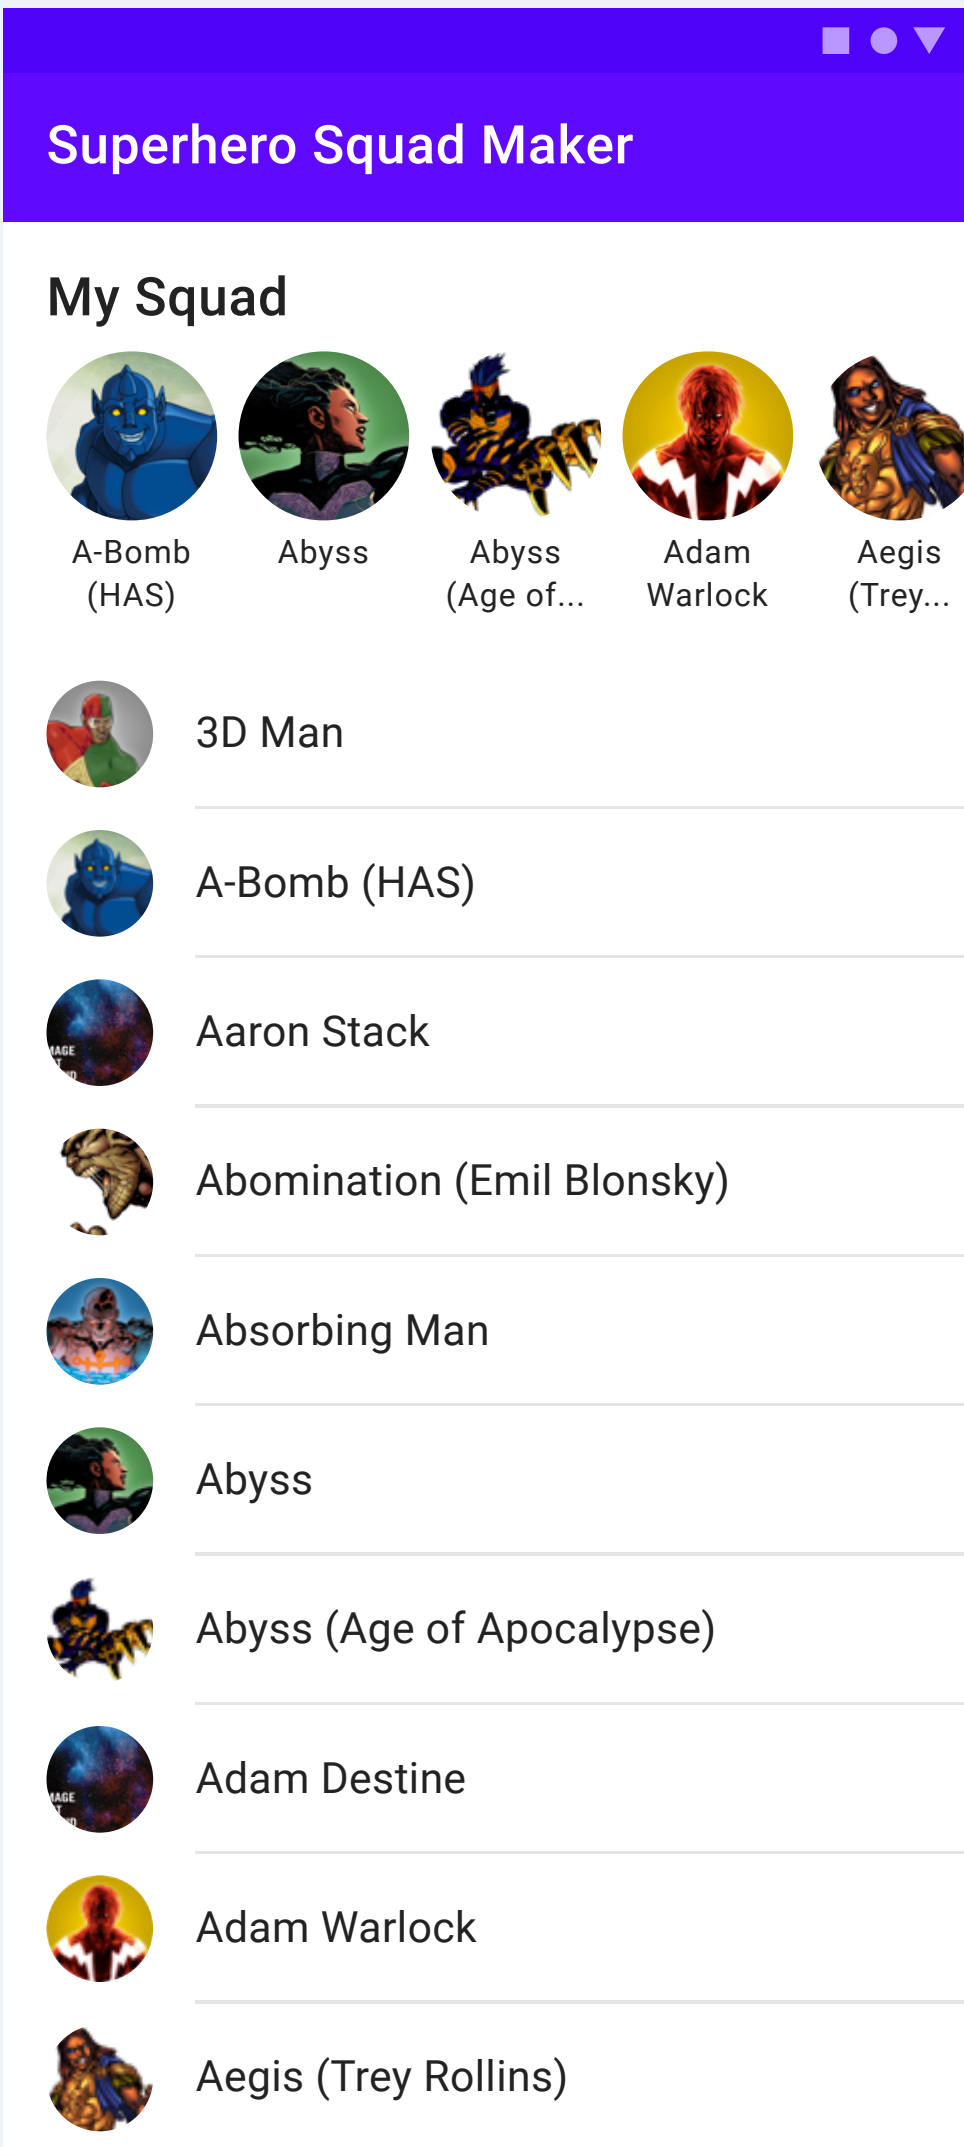 Superhero Squad Maker
My Squad
A-Bomb
(HAS)
Abyss
Abyss
(Age of...
Adam
Warlock
Aegis
(Trey...
3D Man
A-Bomb (HAS)
Aaron Stack
Abomination (Emil Blonsky)
Absorbing Man
Abyss
Abyss (Age of Apocalypse)
Adam Destine
Adam Warlock
Aegis (Trey Rollins)